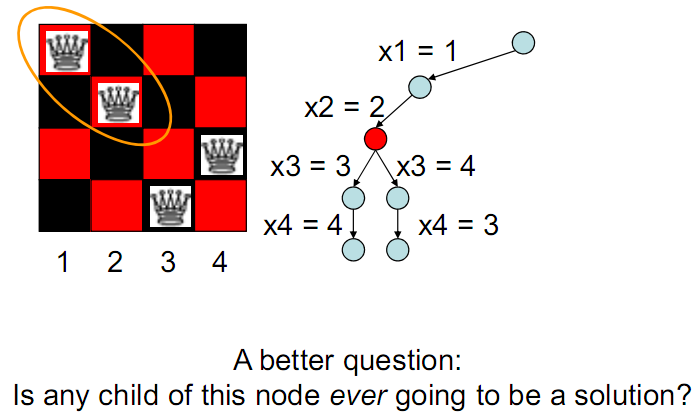 x1 = 1
x2 = 2
x3 = 3 x3 = 4
x4 = 4 x4 = 3
1 2 3 4
A better question:
Is any child of this node ever going to be a solution?